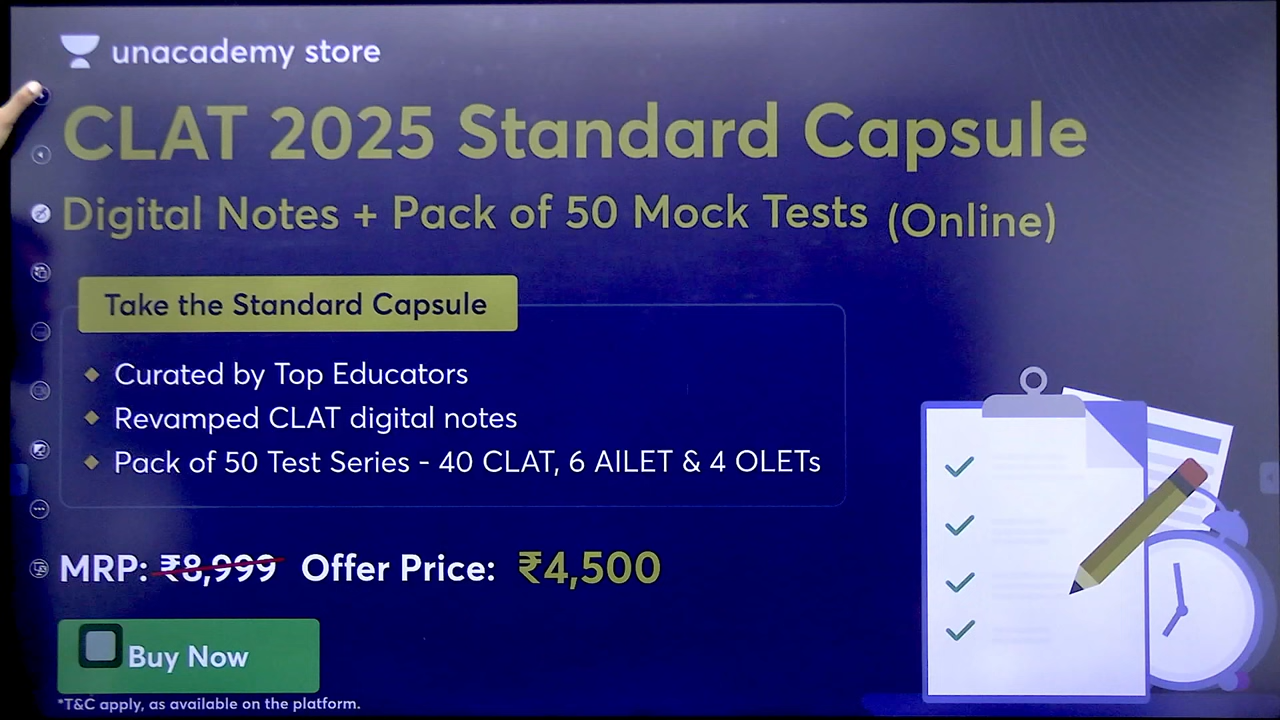 unacademy store
CLAT 2025 Standard Capsule
Digital Notes + Pack of 50 Mock Tests (Online)
Take the Standard Capsule
Curated by Top Educators
Revamped CLAT digital notes
Pack of 50 Test Series - 40 CLAT, 6 AILET & 4 OLETs
MRP: ₹8,999 Offer Price: ₹4,500
Buy Now
*T&C apply, as available on the platform.